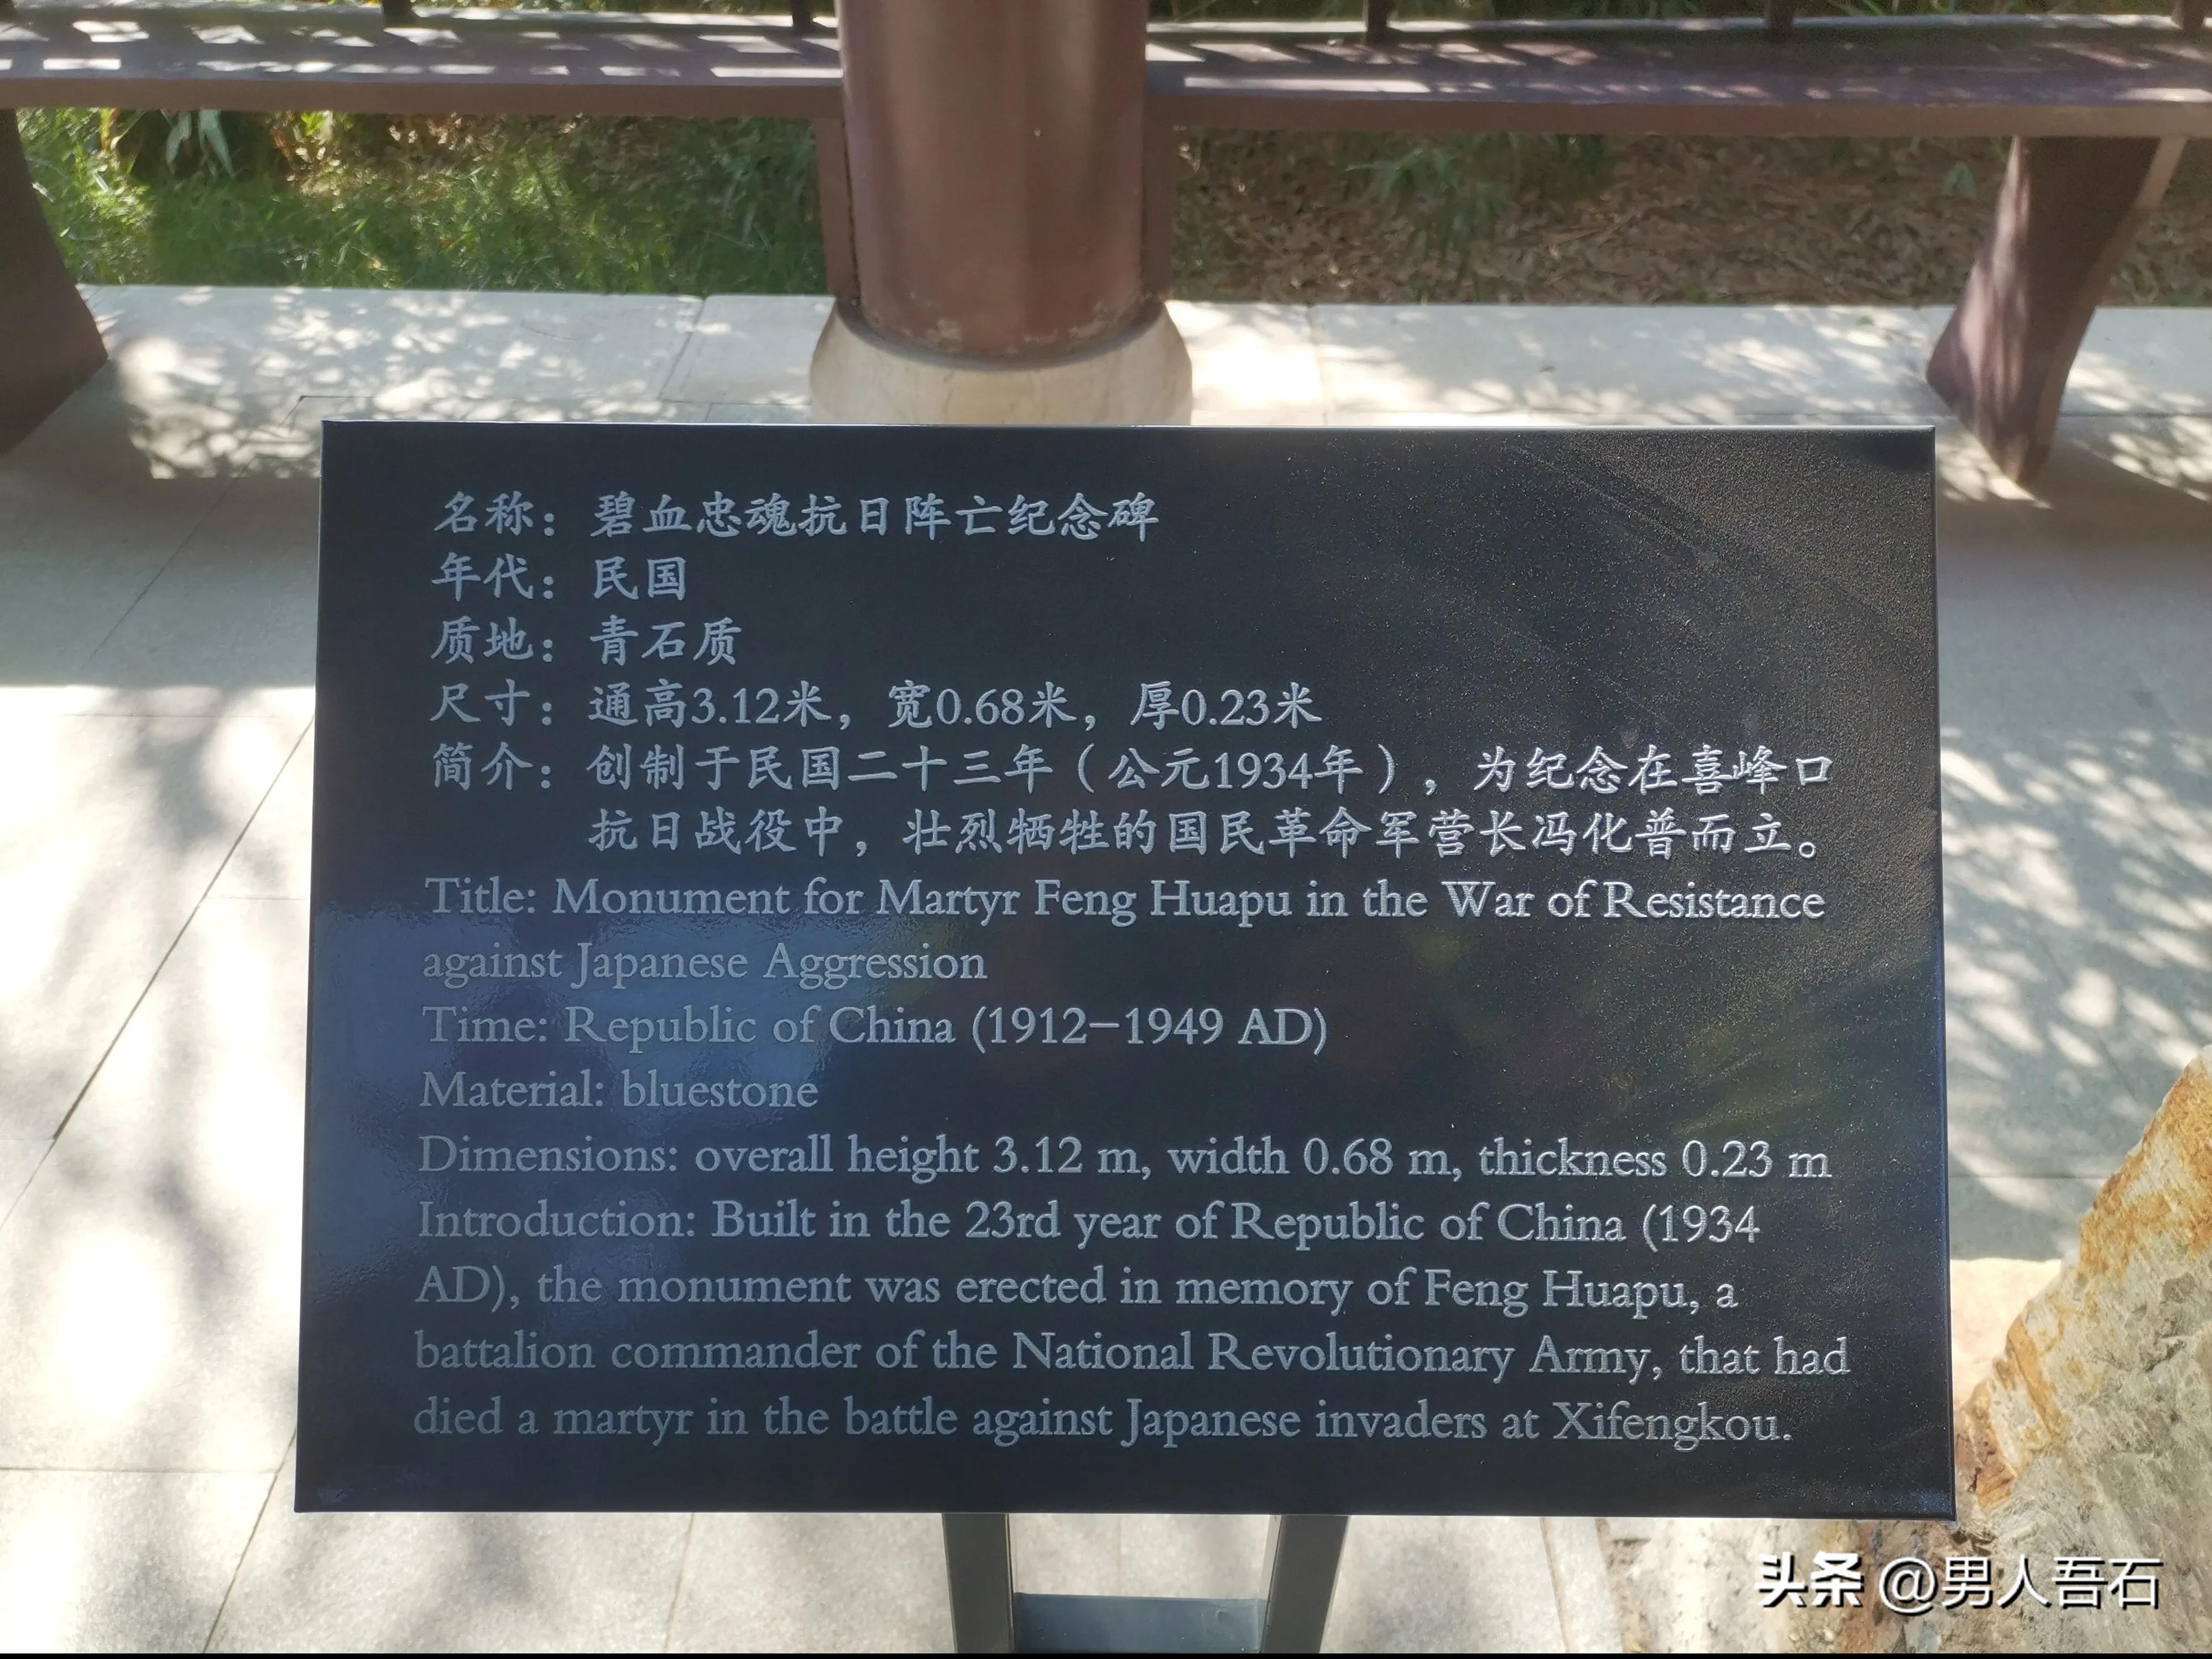 名称：碧血忠魂抗日阵亡纪念碑
年代：民国
质地：青石质
尺寸：通高3.12米，宽0.68米，厚0.23米
简介：创制于民国二十三年（公元1934年），为纪念在喜峰口
抗日战役中，壮烈牺牲的国民革命军营长冯化普而立。
Title: Monument for Martyr Feng Huapu in the War of Resistance
against Japanese Aggression
Time: Republic of China (1912-1949 AD)
Material: bluestone
Dimensions: overall height 3.12 m, width 0.68 m, thickness 0.23 m
Introduction: Built in the 23rd year of Republic of China (1934
AD), the monument was erected in memory of Feng Huapu, a
battalion commander of the National Revolutionary Army, that had
died a martyr in the battle against Japanese invaders at Xifengkou.
头条 @男人吾石